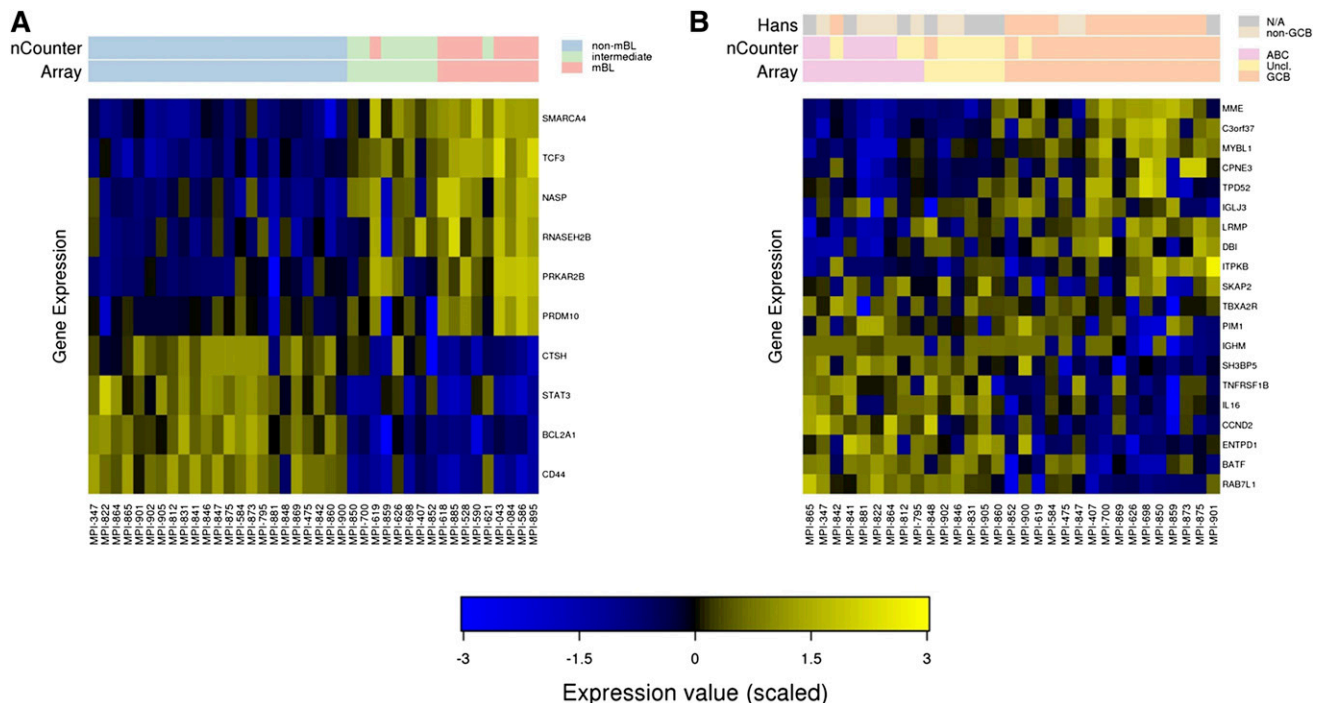 A
nCounter
Array
non-mBL
intermediate
mBL
Gene Expression
SMARCA4
TCF3
NASP
RNASEH2B
PRKAR2B
PRDM10
CTSH
STAT3
BCL2A1
CD44
MPI-347
MPI-822
MPI-864
MPI-865
MPI-901
MPI-902
MPI-905
MPI-812
MPI-831
MPI-841
MPI-846
MPI-847
MPI-875
MPI-584
MPI-873
MPI-795
MPI-881
MPI-848
MPI-869
MPI-475
MPI-842
MPI-860
MPI-900
MPI-850
MPI-700
MPI-619
MPI-859
MPI-626
MPI-698
MPI-407
MPI-852
MPI-618
MPI-885
MPI-528
MPI-590
MPI-621
MPI-043
MPI-084
MPI-586
MPI-895
B
Hans
nCounter
Array
N/A
non-GCB
ABC
Uncl.
GCB
Gene Expression
MME
C3orf37
MYBL1
CPNE3
TPD52
IGLJ3
LRMP
DBI
ITPKB
SKAP2
TBXA2R
PIM1
IGHM
SH3BP5
TNFRSF1B
IL16
CCND2
ENTPD1
BATF
RAB7L1
MPI-865
MPI-347
MPI-842
MPI-841
MPI-881
MPI-822
MPI-864
MPI-812
MPI-795
MPI-848
MPI-902
MPI-846
MPI-831
MPI-905
MPI-860
MPI-852
MPI-900
MPI-619
MPI-584
MPI-475
MPI-847
MPI-407
MPI-700
MPI-869
MPI-626
MPI-698
MPI-850
MPI-859
MPI-873
MPI-875
MPI-901
-3
-1.5
0
1.5
3
Expression value (scaled)